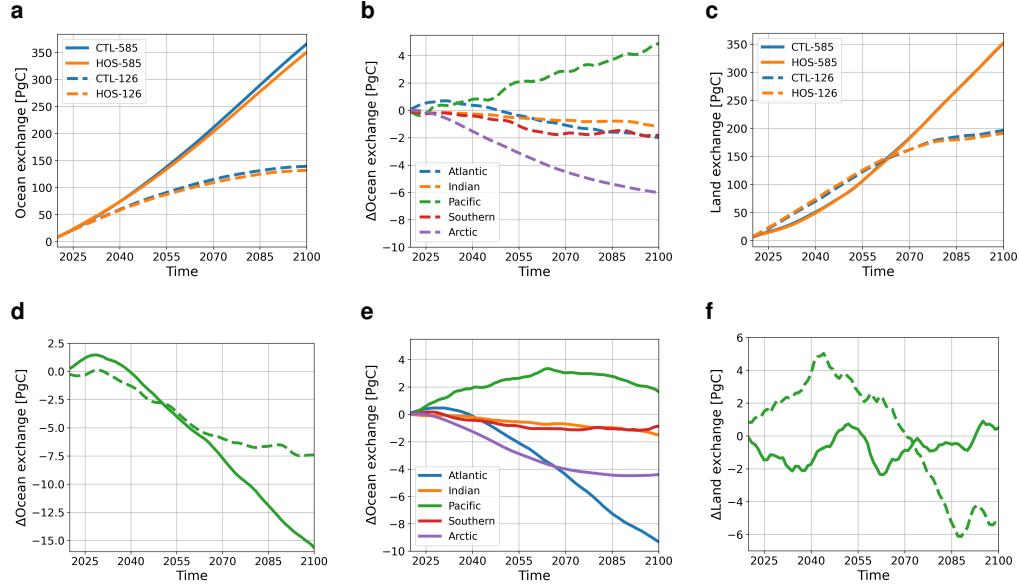 a
Ocean exchange [PgC]
350
300
250
200
150
100
50
0
CTL-585
HOS-585
CTL-126
HOS-126
2025 2040 2055 2070 2085 2100
Time
b
ΔOcean exchange [PgC]
4
2
0
−2
−4
−6
−8
−10
Atlantic
Indian
Pacific
Southern
Arctic
2025 2040 2055 2070 2085 2100
Time
c
Land exchange [PgC]
350
300
250
200
150
100
50
0
CTL-585
HOS-585
CTL-126
HOS-126
2025 2040 2055 2070 2085 2100
Time
d
ΔOcean exchange [PgC]
2.5
0.0
−2.5
−5.0
−7.5
−10.0
−12.5
−15.0
2025 2040 2055 2070 2085 2100
Time
e
ΔOcean exchange [PgC]
4
2
0
−2
−4
−6
−8
−10
Atlantic
Indian
Pacific
Southern
Arctic
2025 2040 2055 2070 2085 2100
Time
f
ΔLand exchange [PgC]
6
4
2
0
−2
−4
−6
2025 2040 2055 2070 2085 2100
Time